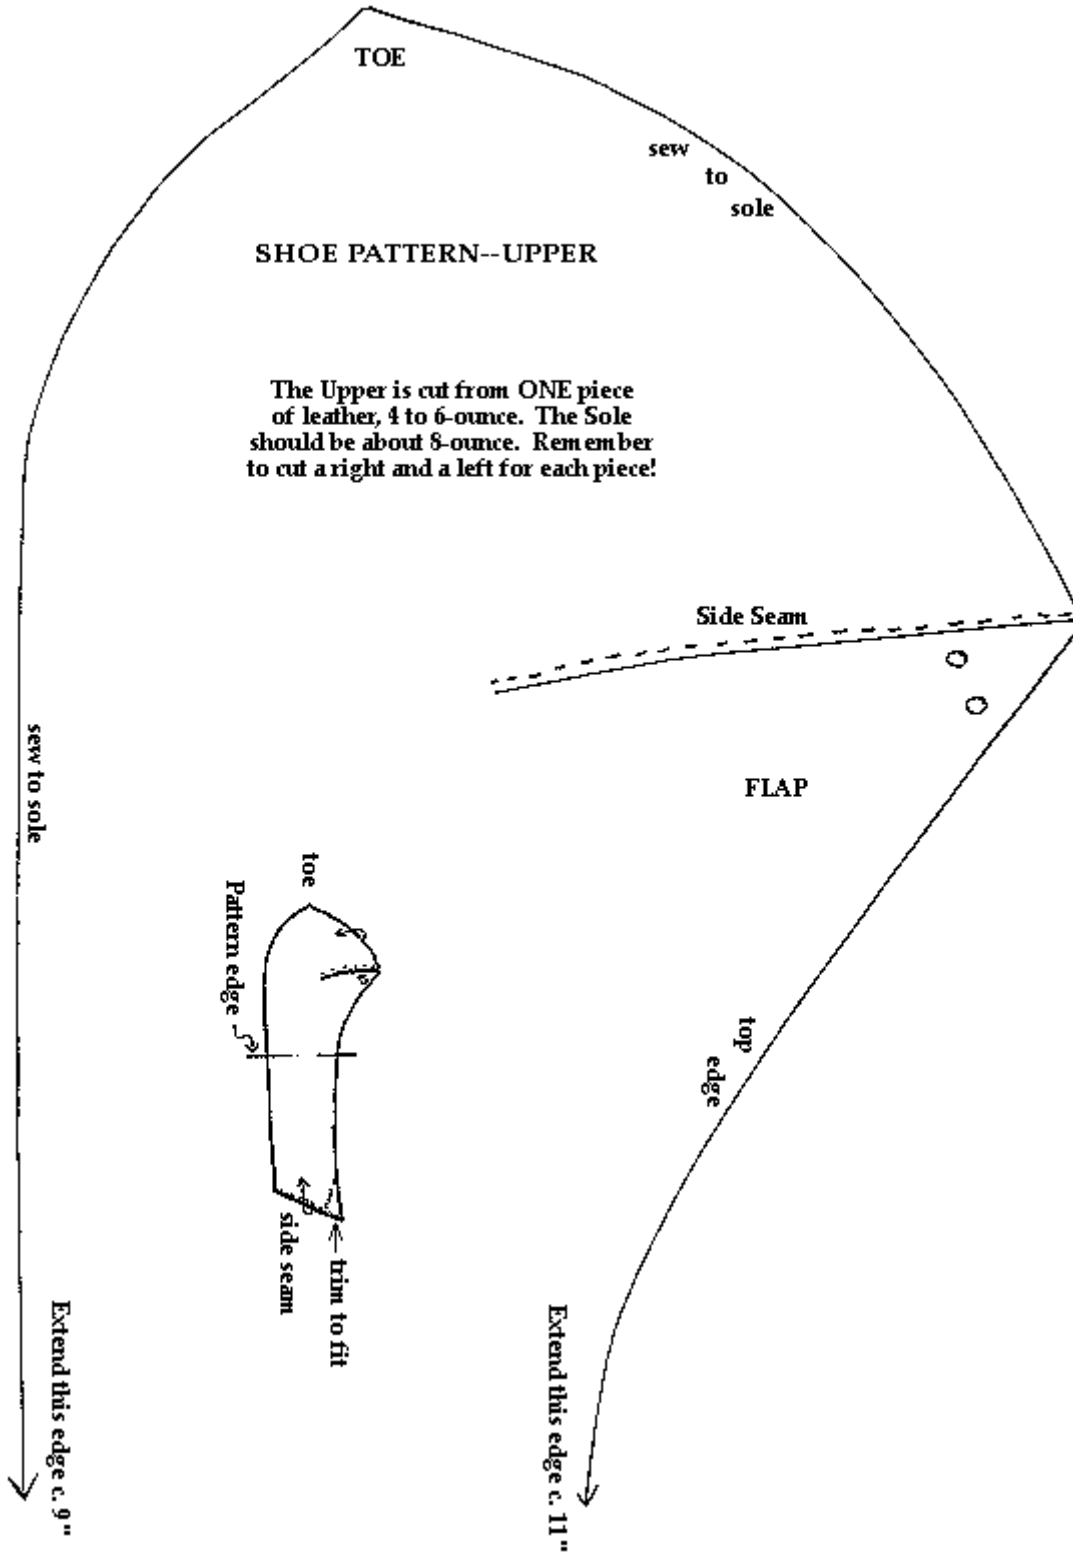 TOE
sew
to
sole
SHOE PATTERN--UPPER
The Upper is cut from ONE piece
of leather, 4 to 6-ounce. The Sole
should be about 8-ounce. Remember
to cut a right and a left for each piece!
Side Seam
FLAP
sew to sole
toe
Pattern edge
top
edge
side seam
trim to fit
Extend this edge c. 9"
Extend this edge c. 11"